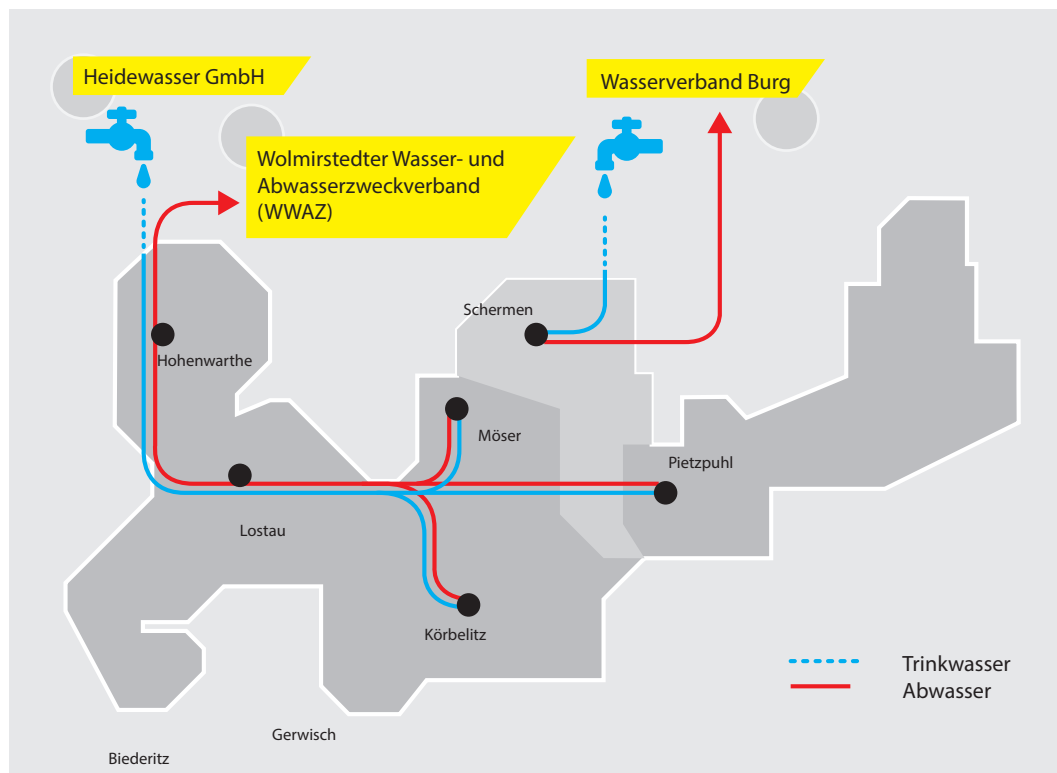 Heidewasser GmbH
Wasserverband Burg
Wolmirstedter Wasser- und
Abwasserzweckverband
(WWAZ)
Schermen
Hohenwarthe
Möser
Pietzpuhl
Lostau
Körbelitz
Trinkwasser
Abwasser
Gerwisch
Biederitz